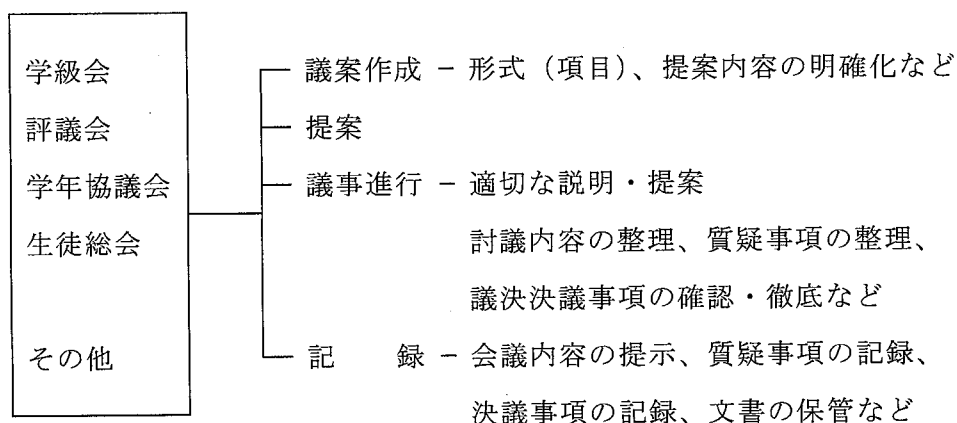 学級会
評議会
学年協議会
生徒総会
その他
議案作成 − 形式（項目）、提案内容の明確化など
提案
議事進行 − 適切な説明・提案
討議内容の整理、質疑事項の整理、
議決決議事項の確認・徹底など
記　　録 − 会議内容の提示、質疑事項の記録、
決議事項の記録、文書の保管など